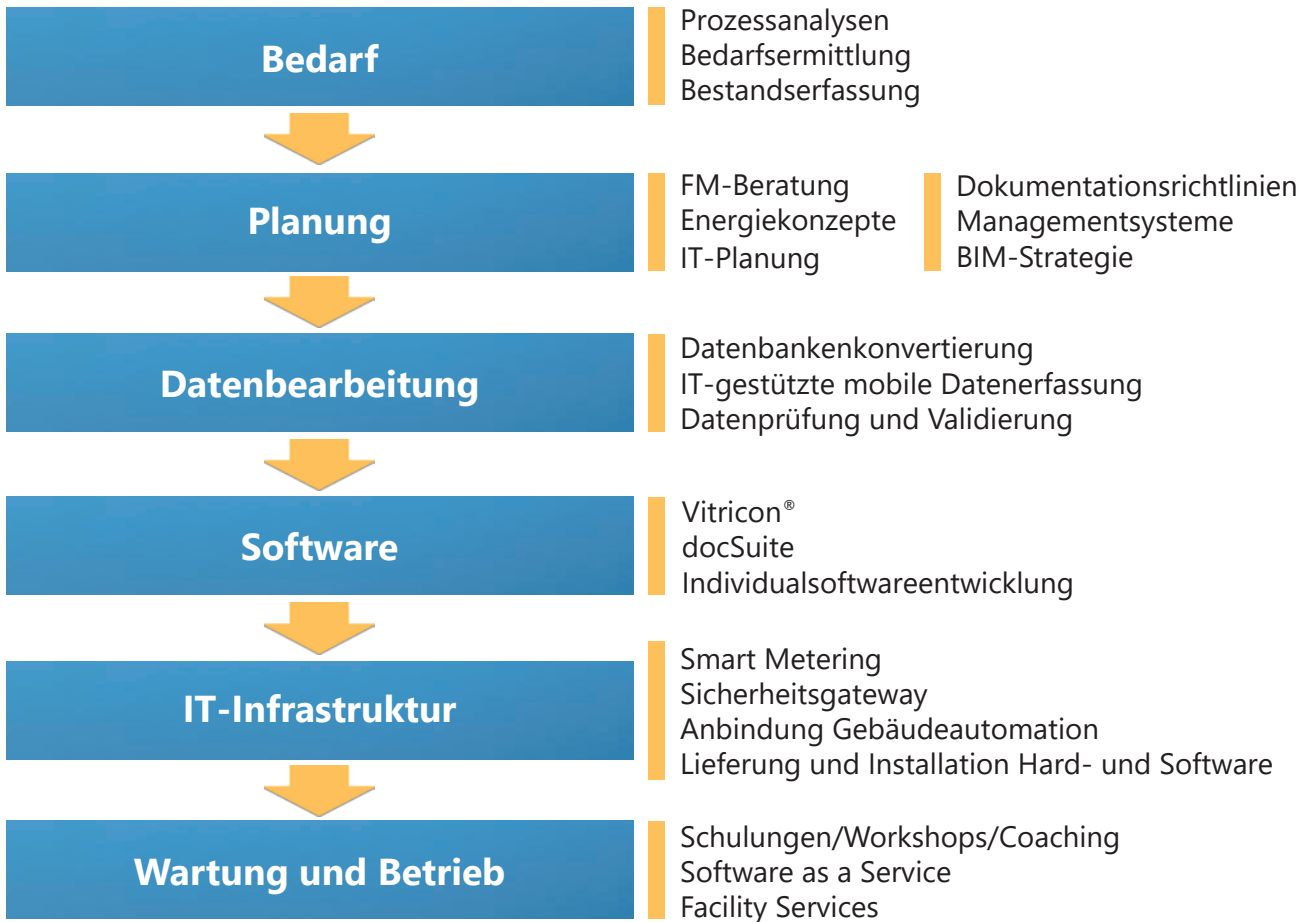 Bedarf
Prozessanalysen
Bedarfsermittlung
Bestandserfassung
Planung
FM-Beratung
Energiekonzepte
IT-Planung
Dokumentationsrichtlinien
Managementsysteme
BIM-Strategie
Datenbearbeitung
Datenbankenkonvertierung
IT-gestützte mobile Datenerfassung
Datenprüfung und Validierung
Software
Vitricon®
docSuite
Individualsoftwareentwicklung
IT-Infrastruktur
Smart Metering
Sicherheitsgateway
Anbindung Gebäudeautomation
Lieferung und Installation Hard- und Software
Wartung und Betrieb
Schulungen/Workshops/Coaching
Software as a Service
Facility Services